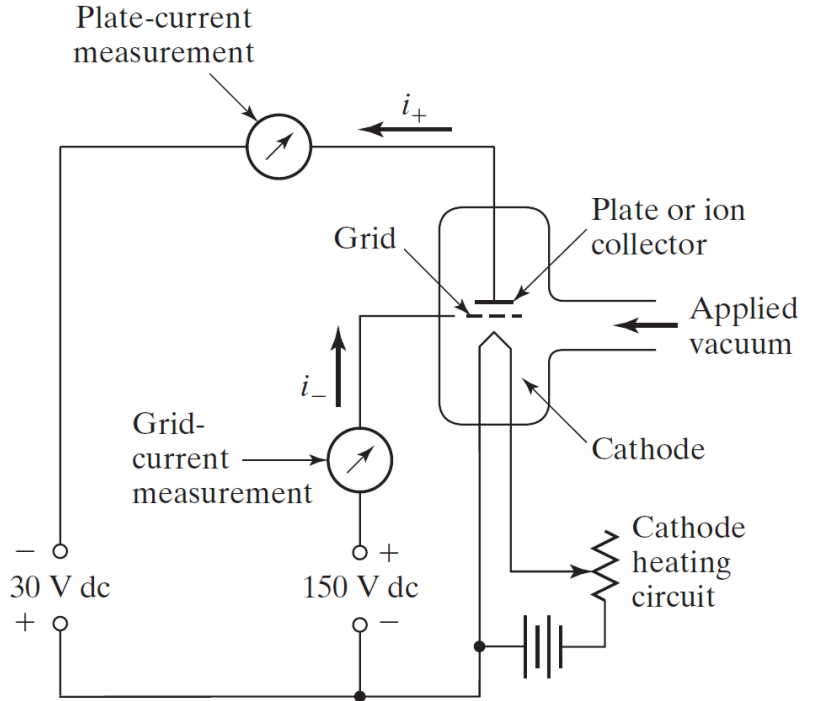 Plate-current
measurement
i₊
Plate or ion
collector
Grid
Applied
vacuum
i₋
Grid-
current
measurement
Cathode
Cathode
heating
circuit
− +
30 V dc 150 V dc
+ −